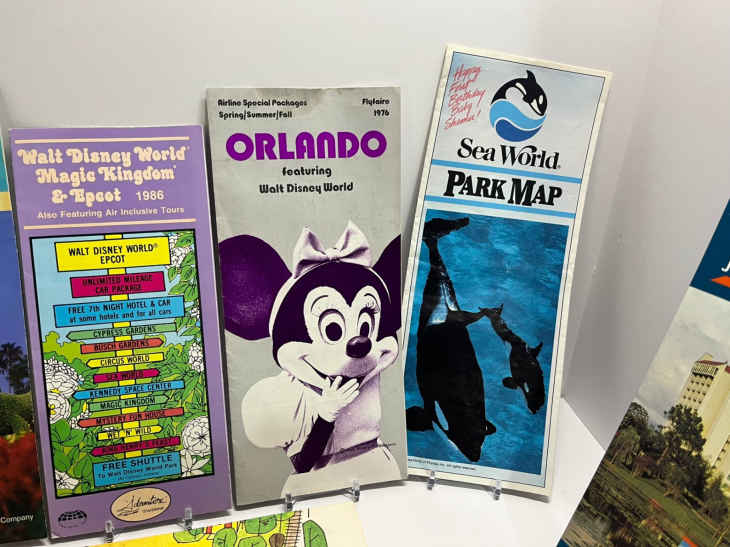 Walt Disney World
Magic Kingdom
& Epcot 1986
Also Featuring Air Inclusive Tours
WALT DISNEY WORLD®
EPCOT
UNLIMITED MILEAGE
CAR PACKAGE
FREE 7th NIGHT HOTEL & CAR
at some hotels and for all cars
CYPRESS GARDENS
BUSCH GARDENS
CIRCUS WORLD
SEA WORLD
KENNEDY SPACE CENTER
MAGIC KINGDOM
MYSTERY FUN HOUSE
WET 'N' WILD
KING HENRY'S FEAST
FREE SHUTTLE
To Walt Disney World Park
Company
Airline Special Packages
Spring/Summer/Fall
Flyfaire
1976
ORLANDO
featuring
Walt Disney World
Happy
First
Birthday
Baby
Shamu!
Sea World®
PARK MAP
J